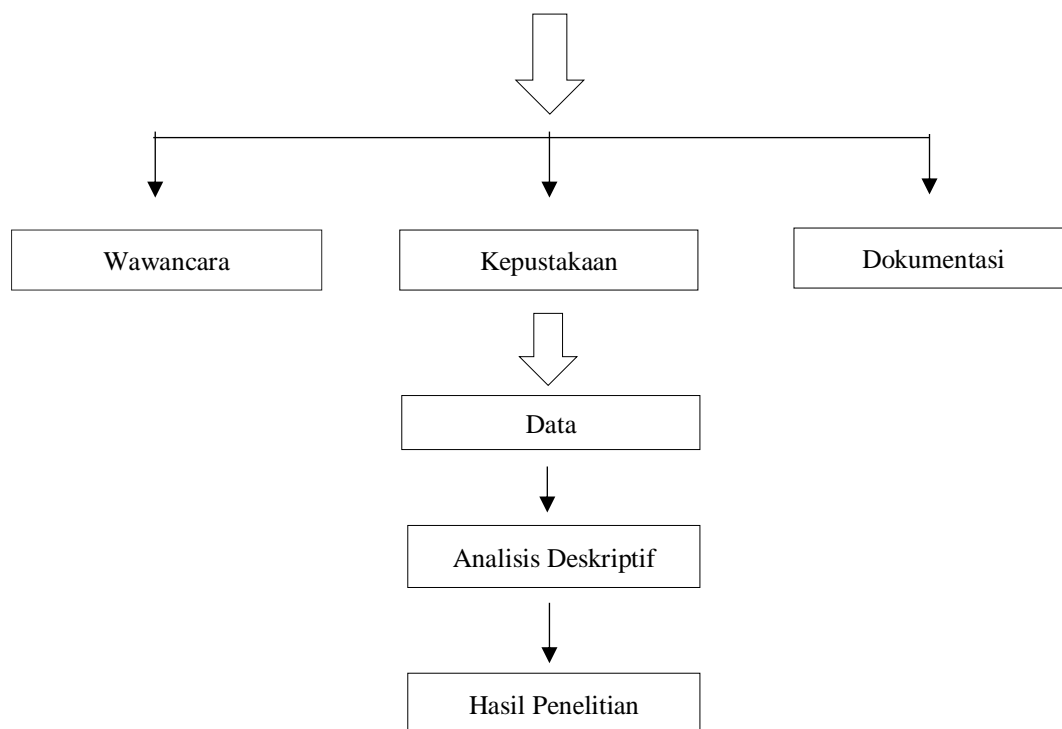 Wawancara
Kepustakaan
Dokumentasi
Data
Analisis Deskriptif
Hasil Penelitian